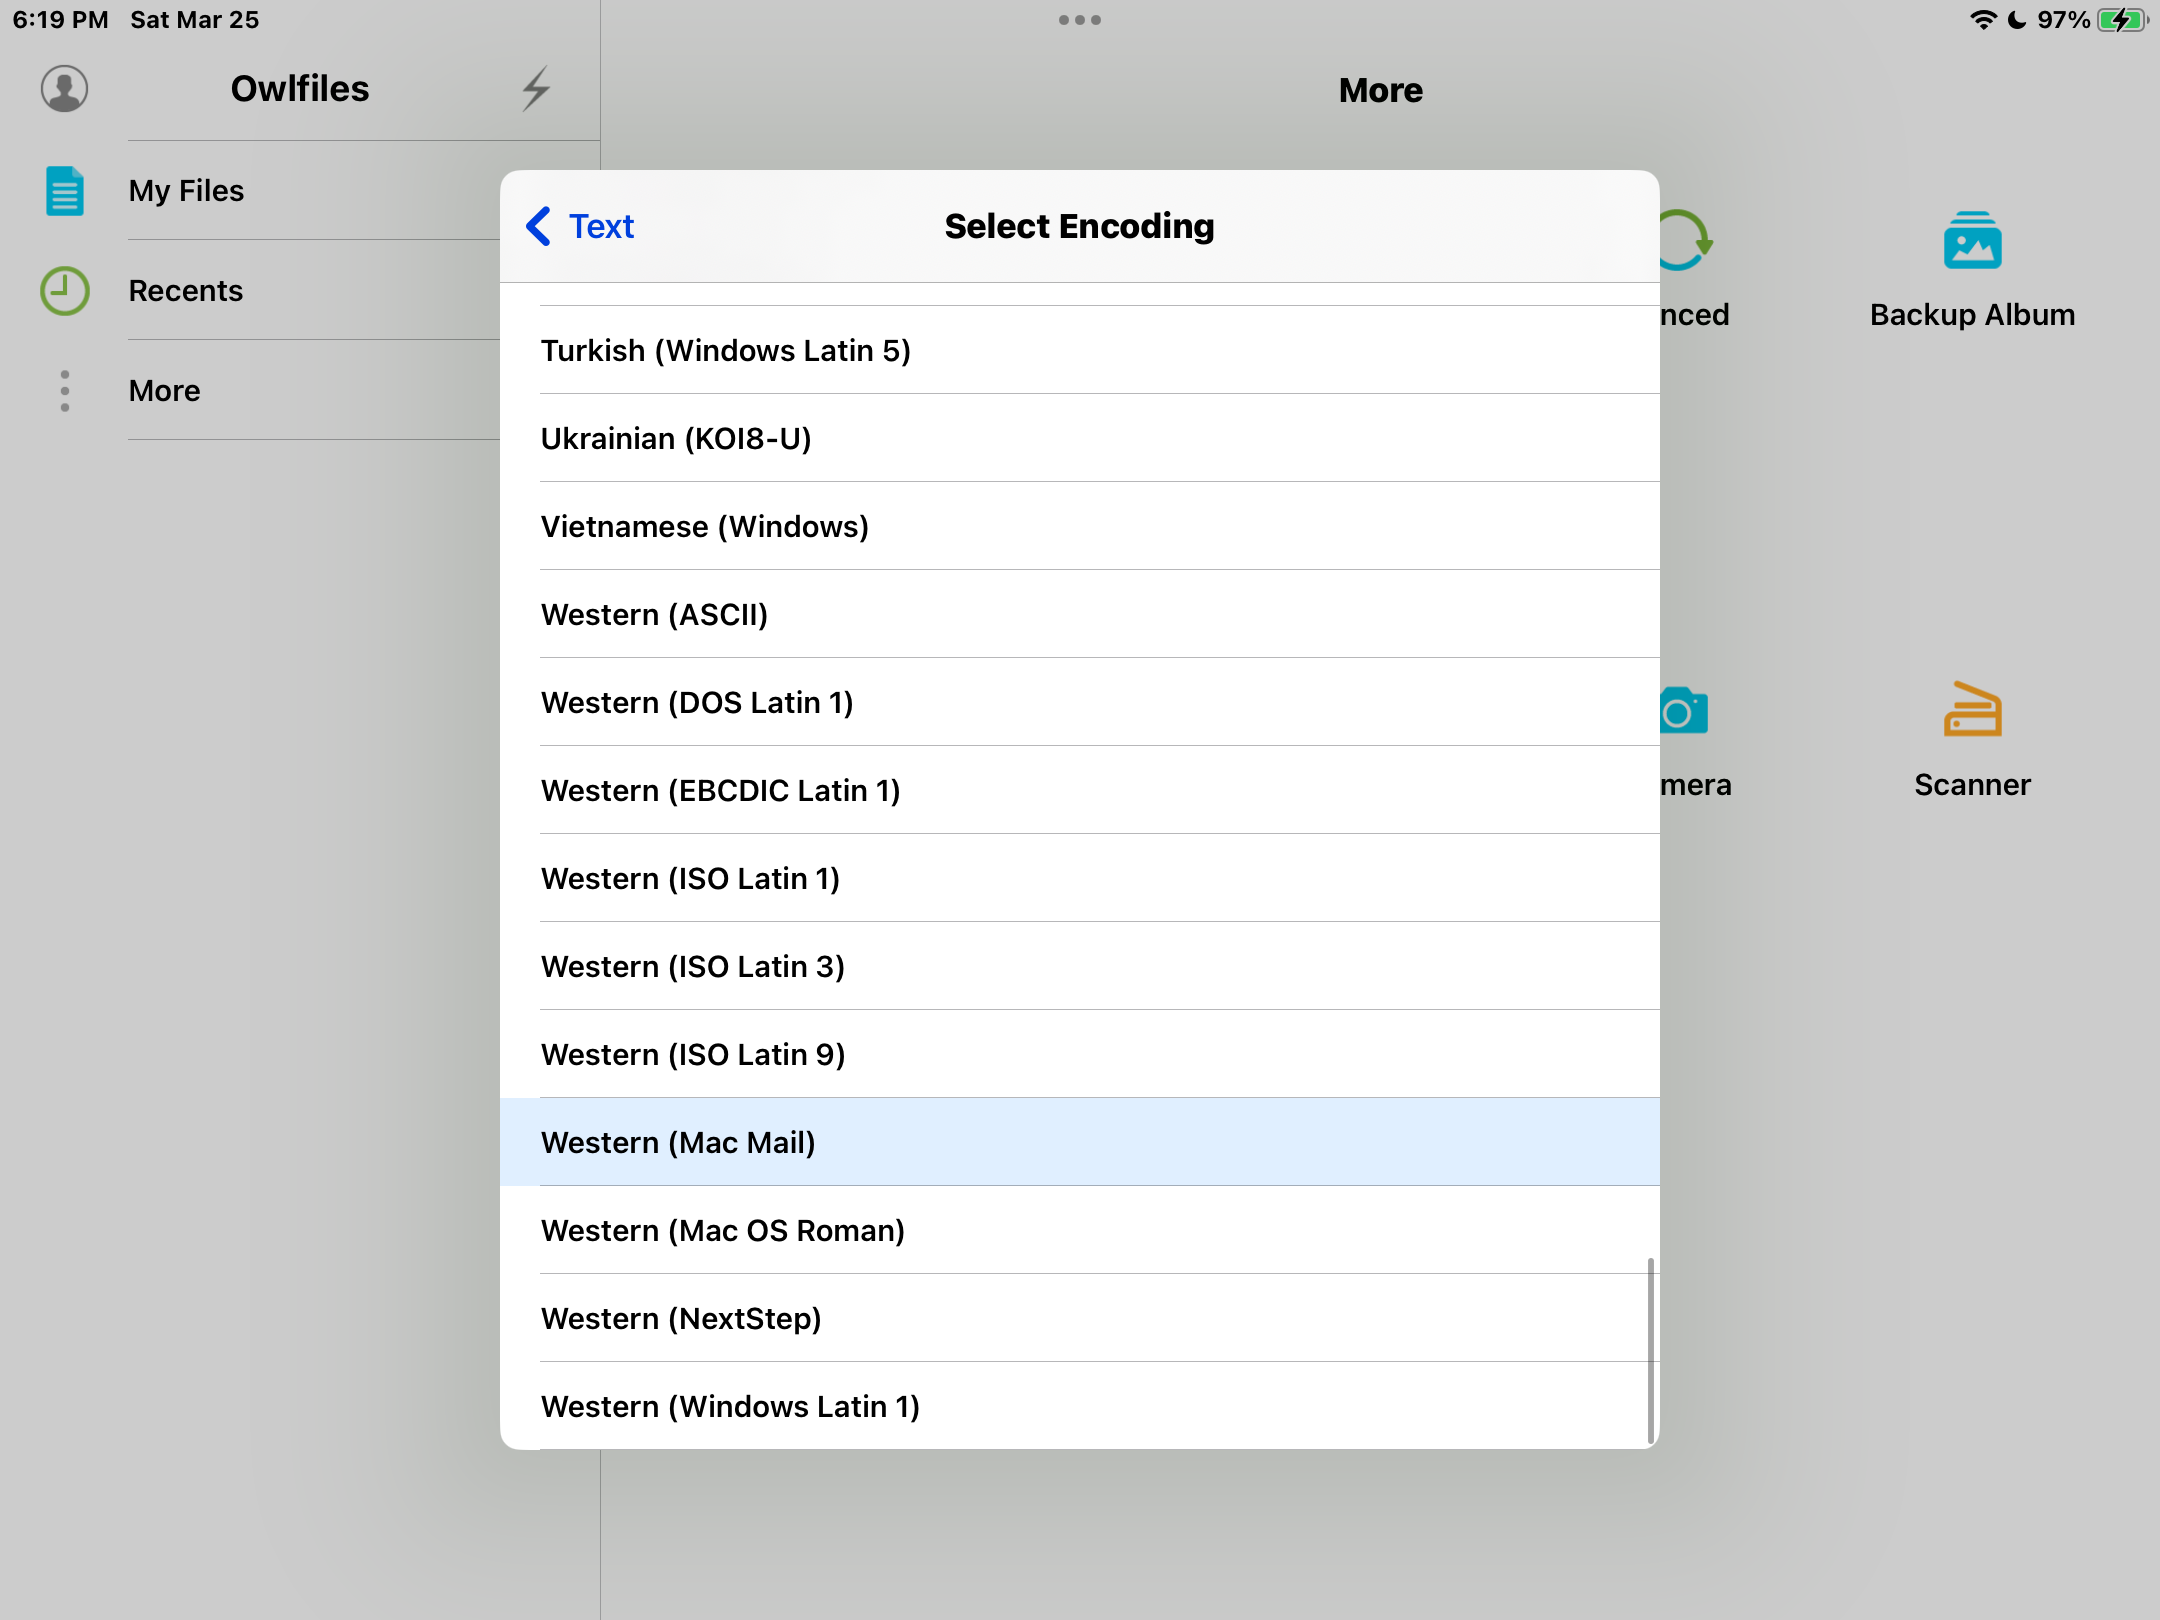 6:19 PM Sat Mar 25
97%
Owlfiles
More
My Files
Recents
More
Text
Select Encoding
Turkish (Windows Latin 5)
Ukrainian (KOI8-U)
Vietnamese (Windows)
Western (ASCII)
Western (DOS Latin 1)
Western (EBCDIC Latin 1)
Western (ISO Latin 1)
Western (ISO Latin 3)
Western (ISO Latin 9)
Western (Mac Mail)
Western (Mac OS Roman)
Western (NextStep)
Western (Windows Latin 1)
nced
Backup Album
mera
Scanner